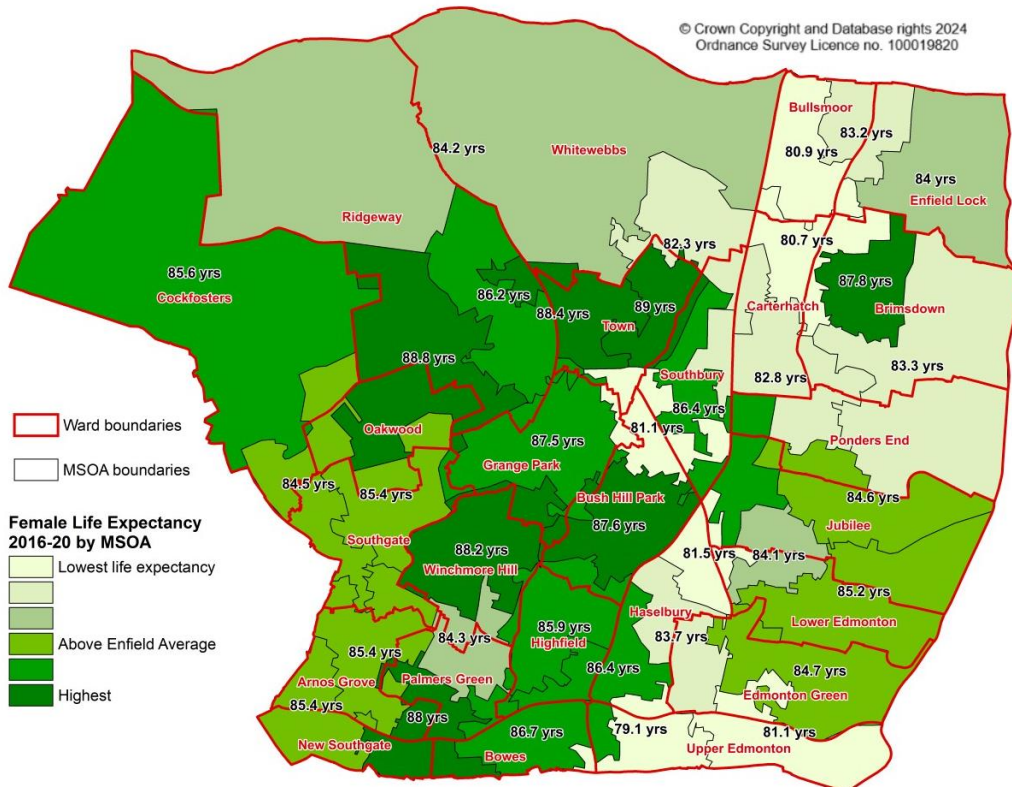 © Crown Copyright and Database rights 2024
Ordnance Survey Licence no. 100019820
Bullsmoor
83.2 yrs
80.9 yrs
84.2 yrs
Whitewebbs
84 yrs
Enfield Lock
Ridgeway
82.3 yrs
80.7 yrs
85.6 yrs
Cockfosters
86.2 yrs
88.4 yrs
89 yrs
Town
Carterhatch
87.8 yrs
Brimsdown
88.8 yrs
Southbury
82.8 yrs
83.3 yrs
86.4 yrs
Ward boundaries
Oakwood
81.1 yrs
87.5 yrs
Grange Park
Ponders End
MSOA boundaries
84.5 yrs
85.4 yrs
Bush Hill Park
84.6 yrs
87.6 yrs
Jubilee
Female Life Expectancy
2016-20 by MSOA
Southgate
88.2 yrs
81.5 yrs
84.1 yrs
Lowest life expectancy
Winchmore Hill
85.2 yrs
Haselbury
Lower Edmonton
85.9 yrs
84.3 yrs
Highfield
83.7 yrs
Above Enfield Average
85.4 yrs
86.4 yrs
84.7 yrs
Arnos Grove
Palmers Green
Edmonton Green
Highest
85.4 yrs
88 yrs
86.7 yrs
79.1 yrs
81.1 yrs
New Southgate
Bowes
Upper Edmonton